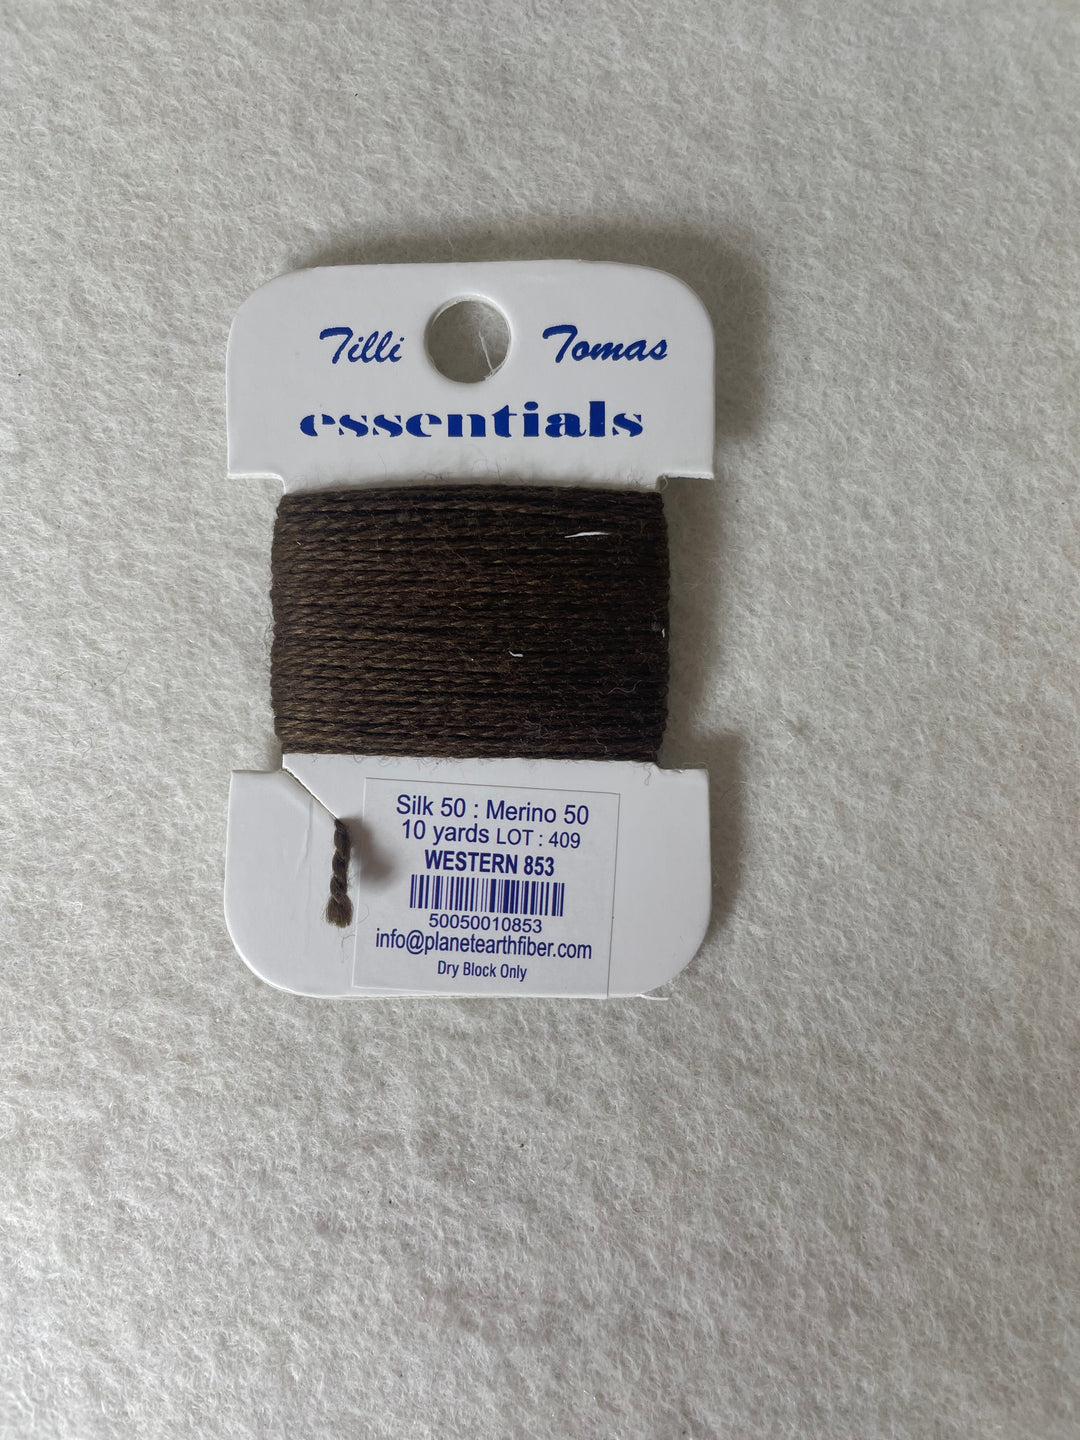 Tilli Tomas
essentials
Silk 50 : Merino 50
10 yards LOT : 409
WESTERN 853
50050010853
info@planetearthfiber.com
Dry Block Only